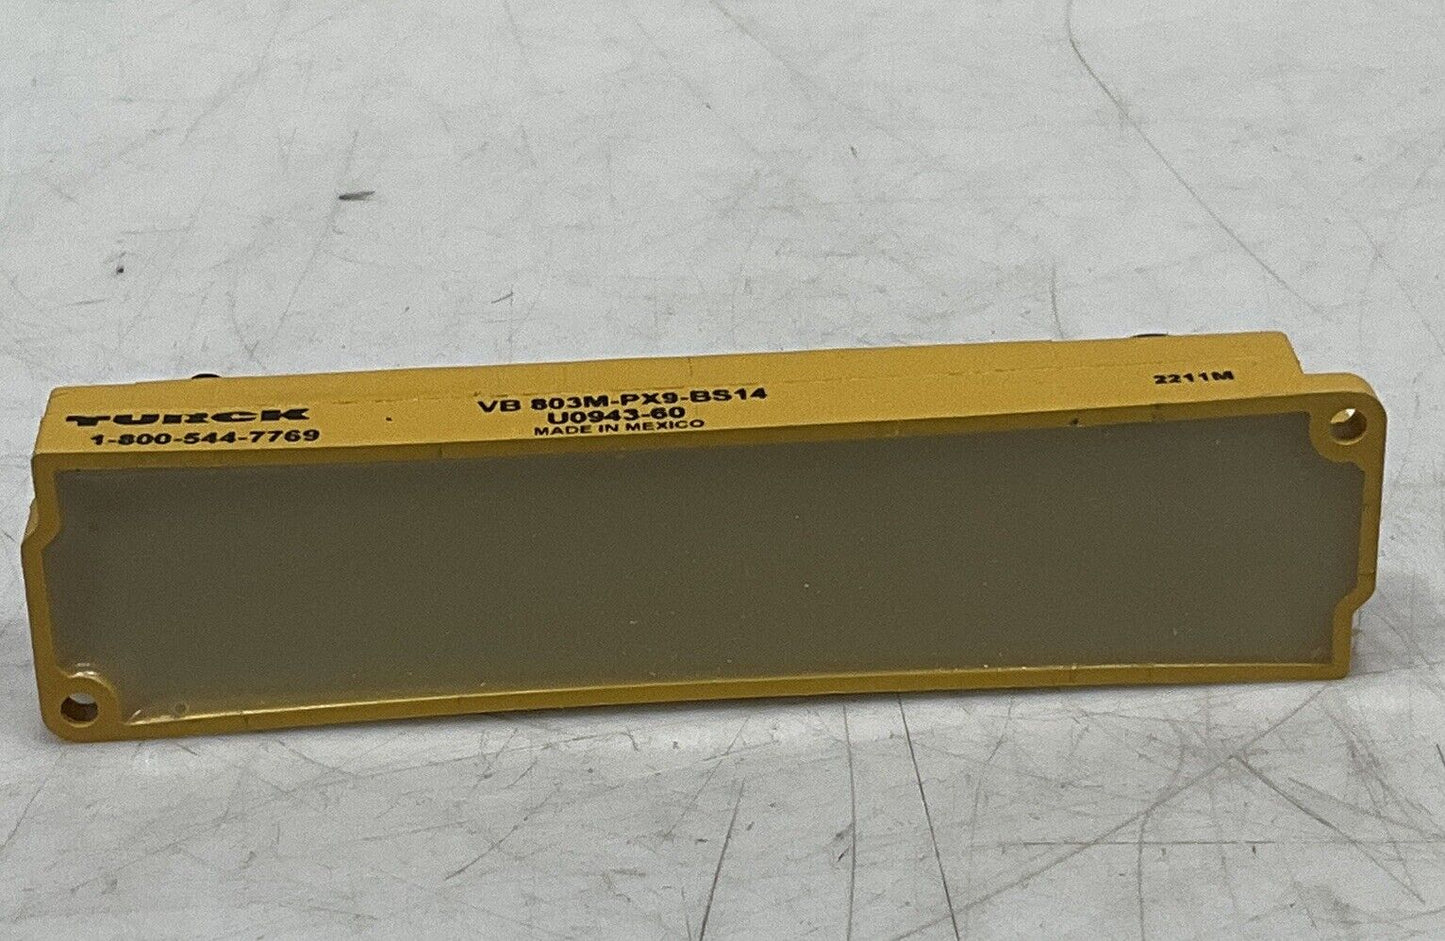 TURCK
1-800-544-7769
VB 803M-PX9-BS14
U0943-60
MADE IN MEXICO
2211M